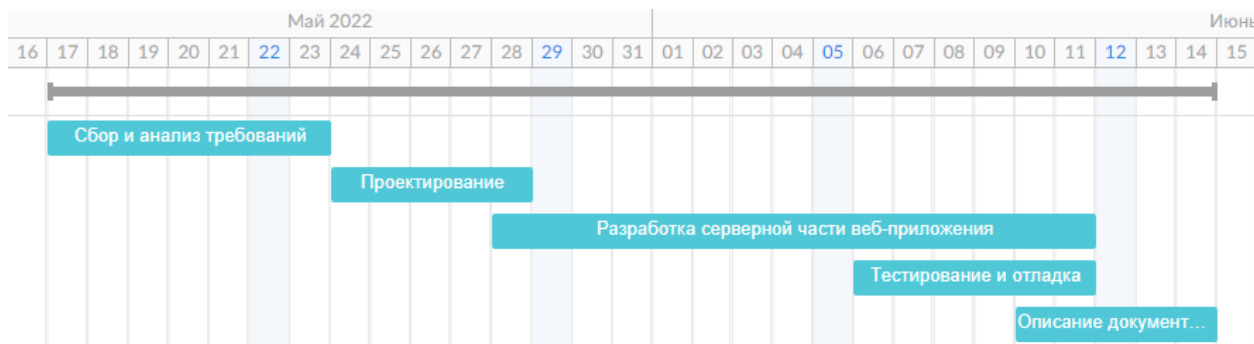 Май 2022 Июнь
16 17 18 19 20 21 22 23 24 25 26 27 28 29 30 31 01 02 03 04 05 06 07 08 09 10 11 12 13 14 15
Сбор и анализ требований
Проектирование
Разработка серверной части веб-приложения
Тестирование и отладка
Описание документ...